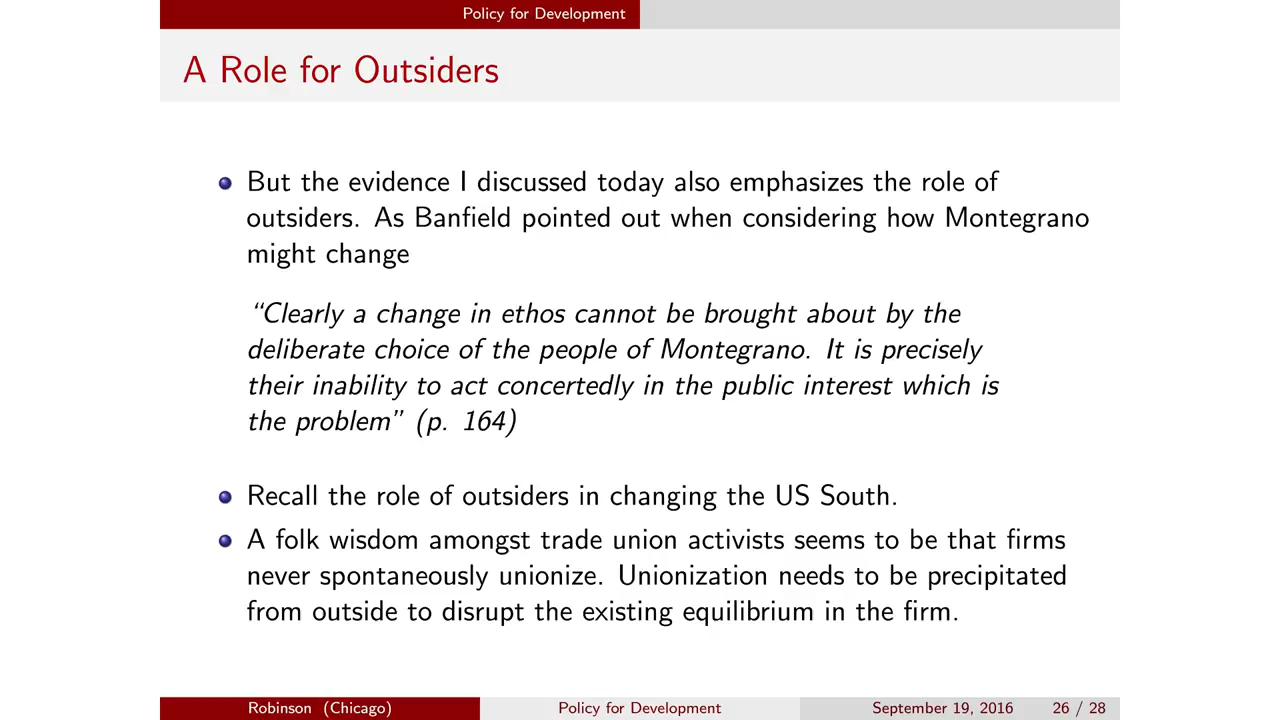 Policy for Development
A Role for Outsiders
But the evidence I discussed today also emphasizes the role of
outsiders. As Banfield pointed out when considering how Montegrano
might change
“Clearly a change in ethos cannot be brought about by the
deliberate choice of the people of Montegrano. It is precisely
their inability to act concertedly in the public interest which is
the problem” (p. 164)
Recall the role of outsiders in changing the US South.
A folk wisdom amongst trade union activists seems to be that firms
never spontaneously unionize. Unionization needs to be precipitated
from outside to disrupt the existing equilibrium in the firm.
Robinson (Chicago) Policy for Development September 19, 2016 26 / 28